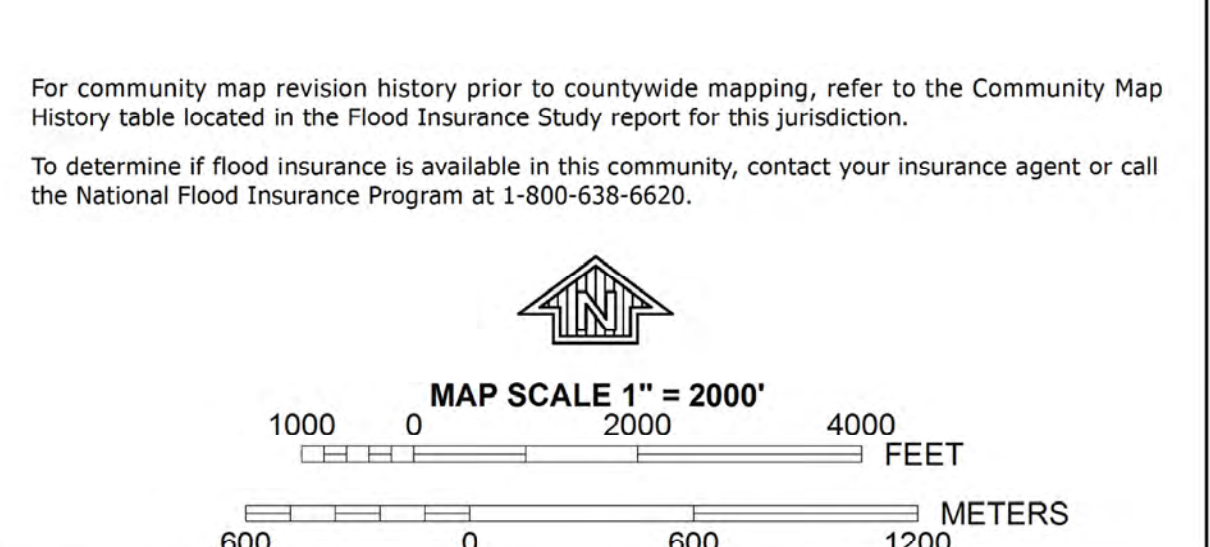 For community map revision history prior to countywide mapping, refer to the Community Map
History table located in the Flood Insurance Study report for this jurisdiction.
To determine if flood insurance is available in this community, contact your insurance agent or call
the National Flood Insurance Program at 1-800-638-6620.
N
MAP SCALE 1" = 2000'
1000 0 2000 4000
FEET
METERS
600 0 600 1200